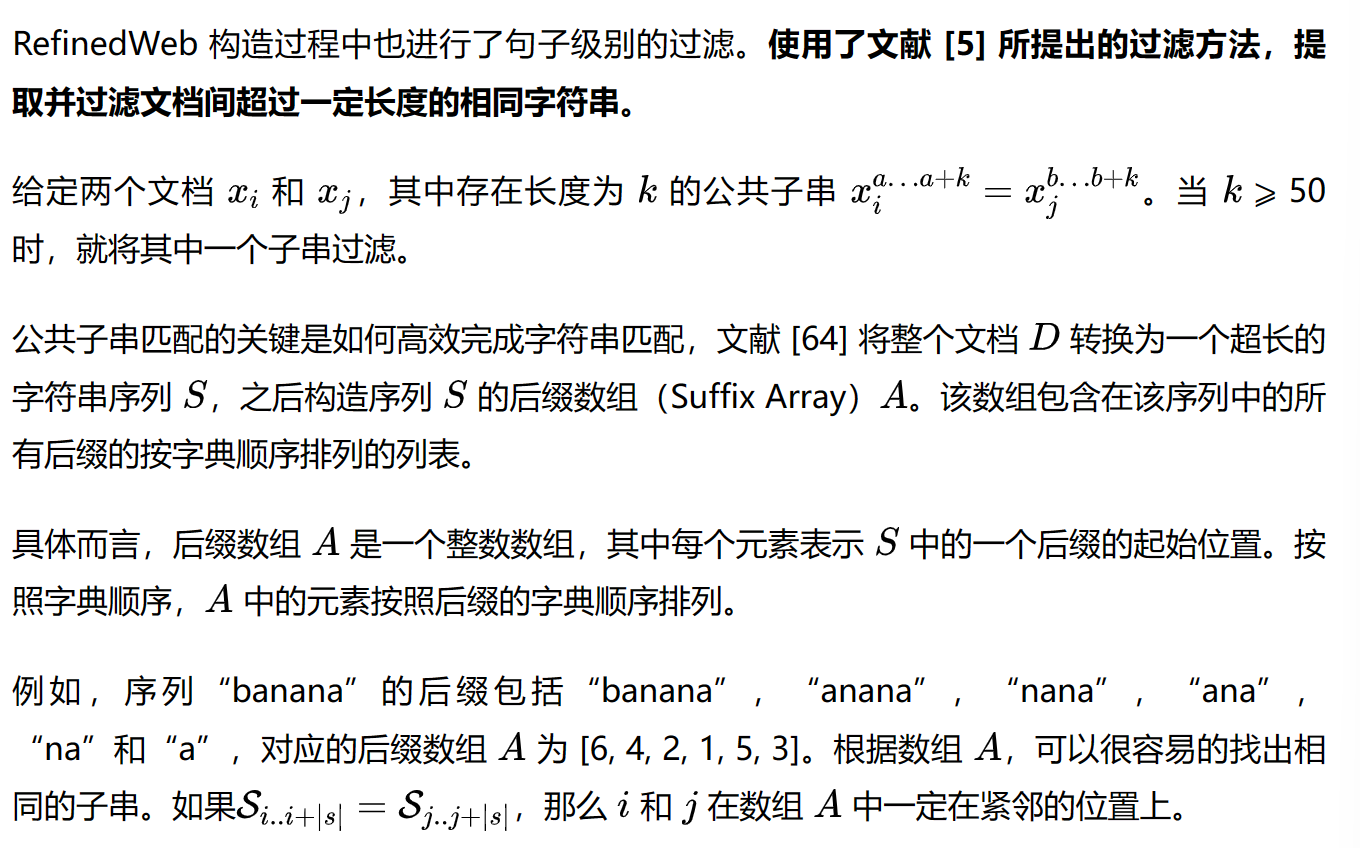 RefinedWeb 构造过程中也进行了句子级别的过滤。使用了文献 [5] 所提出的过滤方法，提
取并过滤文档间超过一定长度的相同字符串。
给定两个文档 $x_i$ 和 $x_j$，其中存在长度为 $k$ 的公共子串 $x_i^{a...a+k} = x_j^{b...b+k}$。当 $k \geqslant 50$
时，就将其中一个子串过滤。
公共子串匹配的关键是如何高效完成字符串匹配，文献 [64] 将整个文档 $D$ 转换为一个超长的
字符串序列 $S$，之后构造序列 $S$ 的后缀数组（Suffix Array）$A$。该数组包含在该序列中的所
有后缀的按字典顺序排列的列表。
具体而言，后缀数组 $A$ 是一个整数数组，其中每个元素表示 $S$ 中的一个后缀的起始位置。按
照字典顺序，$A$ 中的元素按照后缀的字典顺序排列。
例如，序列“banana”的后缀包括“banana”，“anana”，“nana”，“ana”，
“na”和“a”，对应的后缀数组 $A$ 为 [6, 4, 2, 1, 5, 3]。根据数组 $A$，可以很容易的找出相
同的子串。如果$\mathcal{S}_{i..i+|s|} = \mathcal{S}_{j..j+|s|}$，那么 $i$ 和 $j$ 在数组 $A$ 中一定在紧邻的位置上。